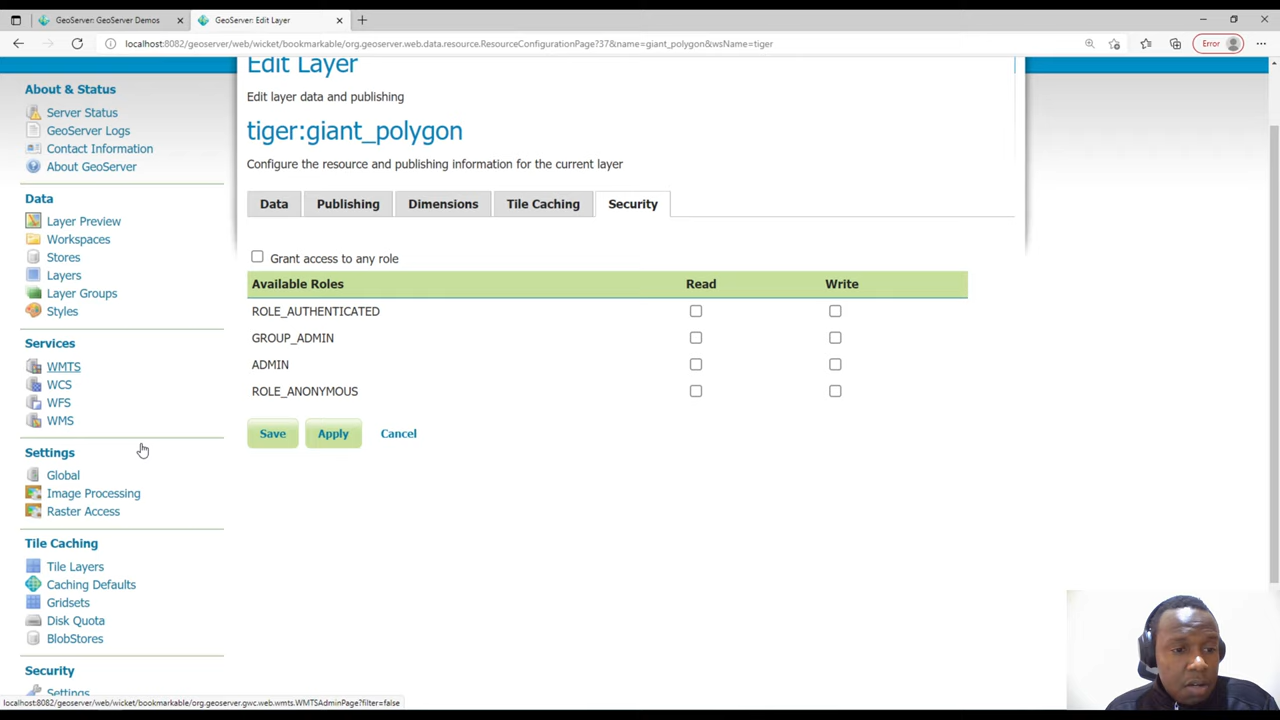 GeoServer: GeoServer Demos
GeoServer: Edit Layer
localhost:8082/geoserver/web/wicket/bookmarkable/org.geoserver.web.data.resource.ResourceConfigurationPage?37&name=giant_polygon&wsName=tiger
Error
About & Status
Server Status
GeoServer Logs
Contact Information
About GeoServer
Data
Layer Preview
Workspaces
Stores
Layers
Layer Groups
Styles
Services
WMTS
WCS
WFS
WMS
Settings
Global
Image Processing
Raster Access
Tile Caching
Tile Layers
Caching Defaults
Gridsets
Disk Quota
BlobStores
Security
Settings
Edit Layer
Edit layer data and publishing
tiger:giant_polygon
Configure the resource and publishing information for the current layer
Data Publishing Dimensions Tile Caching Security
Grant access to any role
Available Roles Read Write
ROLE_AUTHENTICATED
GROUP_ADMIN
ADMIN
ROLE_ANONYMOUS
Save Apply Cancel
localhost:8082/geoserver/web/wicket/bookmarkable/org.geoserver.gwc.web.wmts.WMTSAdminPage?filter=false